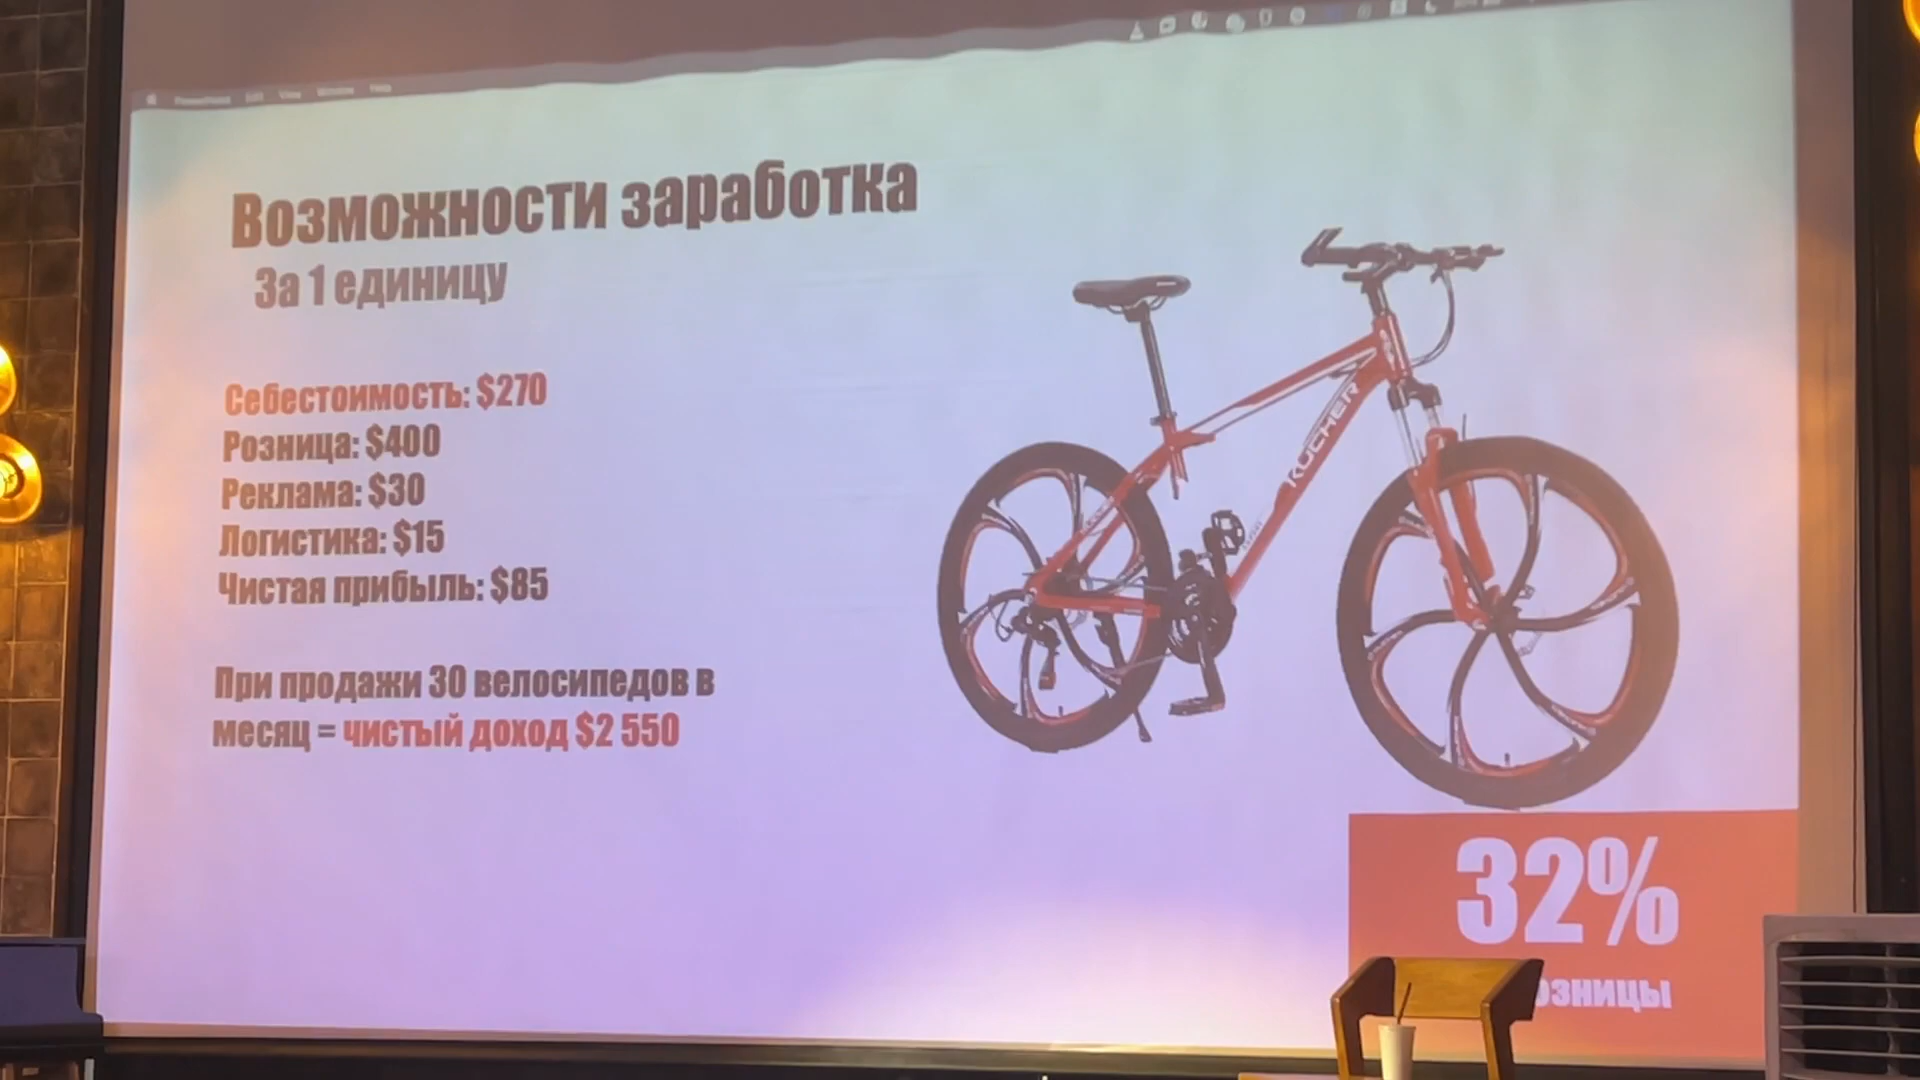 Возможности заработка
За 1 единицу
Себестоимость: $270
Розница: $400
Реклама: $30
Логистика: $15
Чистая прибыль: $85
При продажи 30 велосипедов в
месяц = чистый доход $2 550
KUCHER
32%